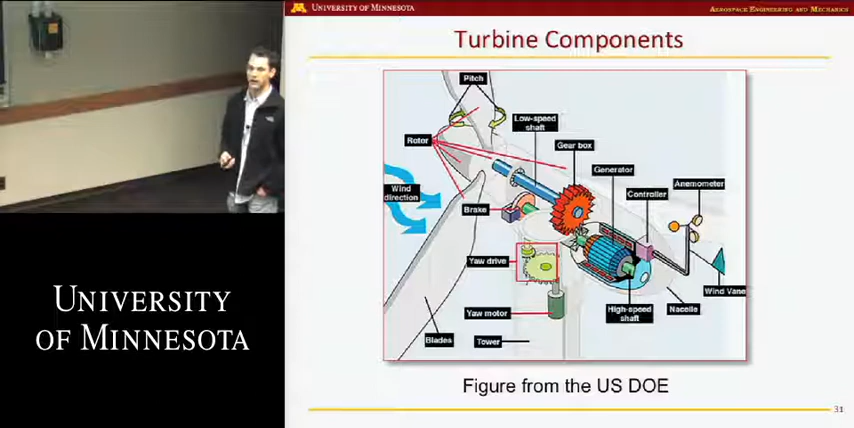 UNIVERSITY OF MINNESOTA
AEROSPACE ENGINEERING AND MECHANICS
Turbine Components
Pitch
Low-speed
shaft
Rotor
Gear box
Generator
Anemometer
Controller
Wind
direction
Brake
Yaw drive
Wind Vane
Yaw motor
High-speed
shaft
Nacelle
Blades
Tower
UNIVERSITY
OF MINNESOTA
Figure from the US DOE
31